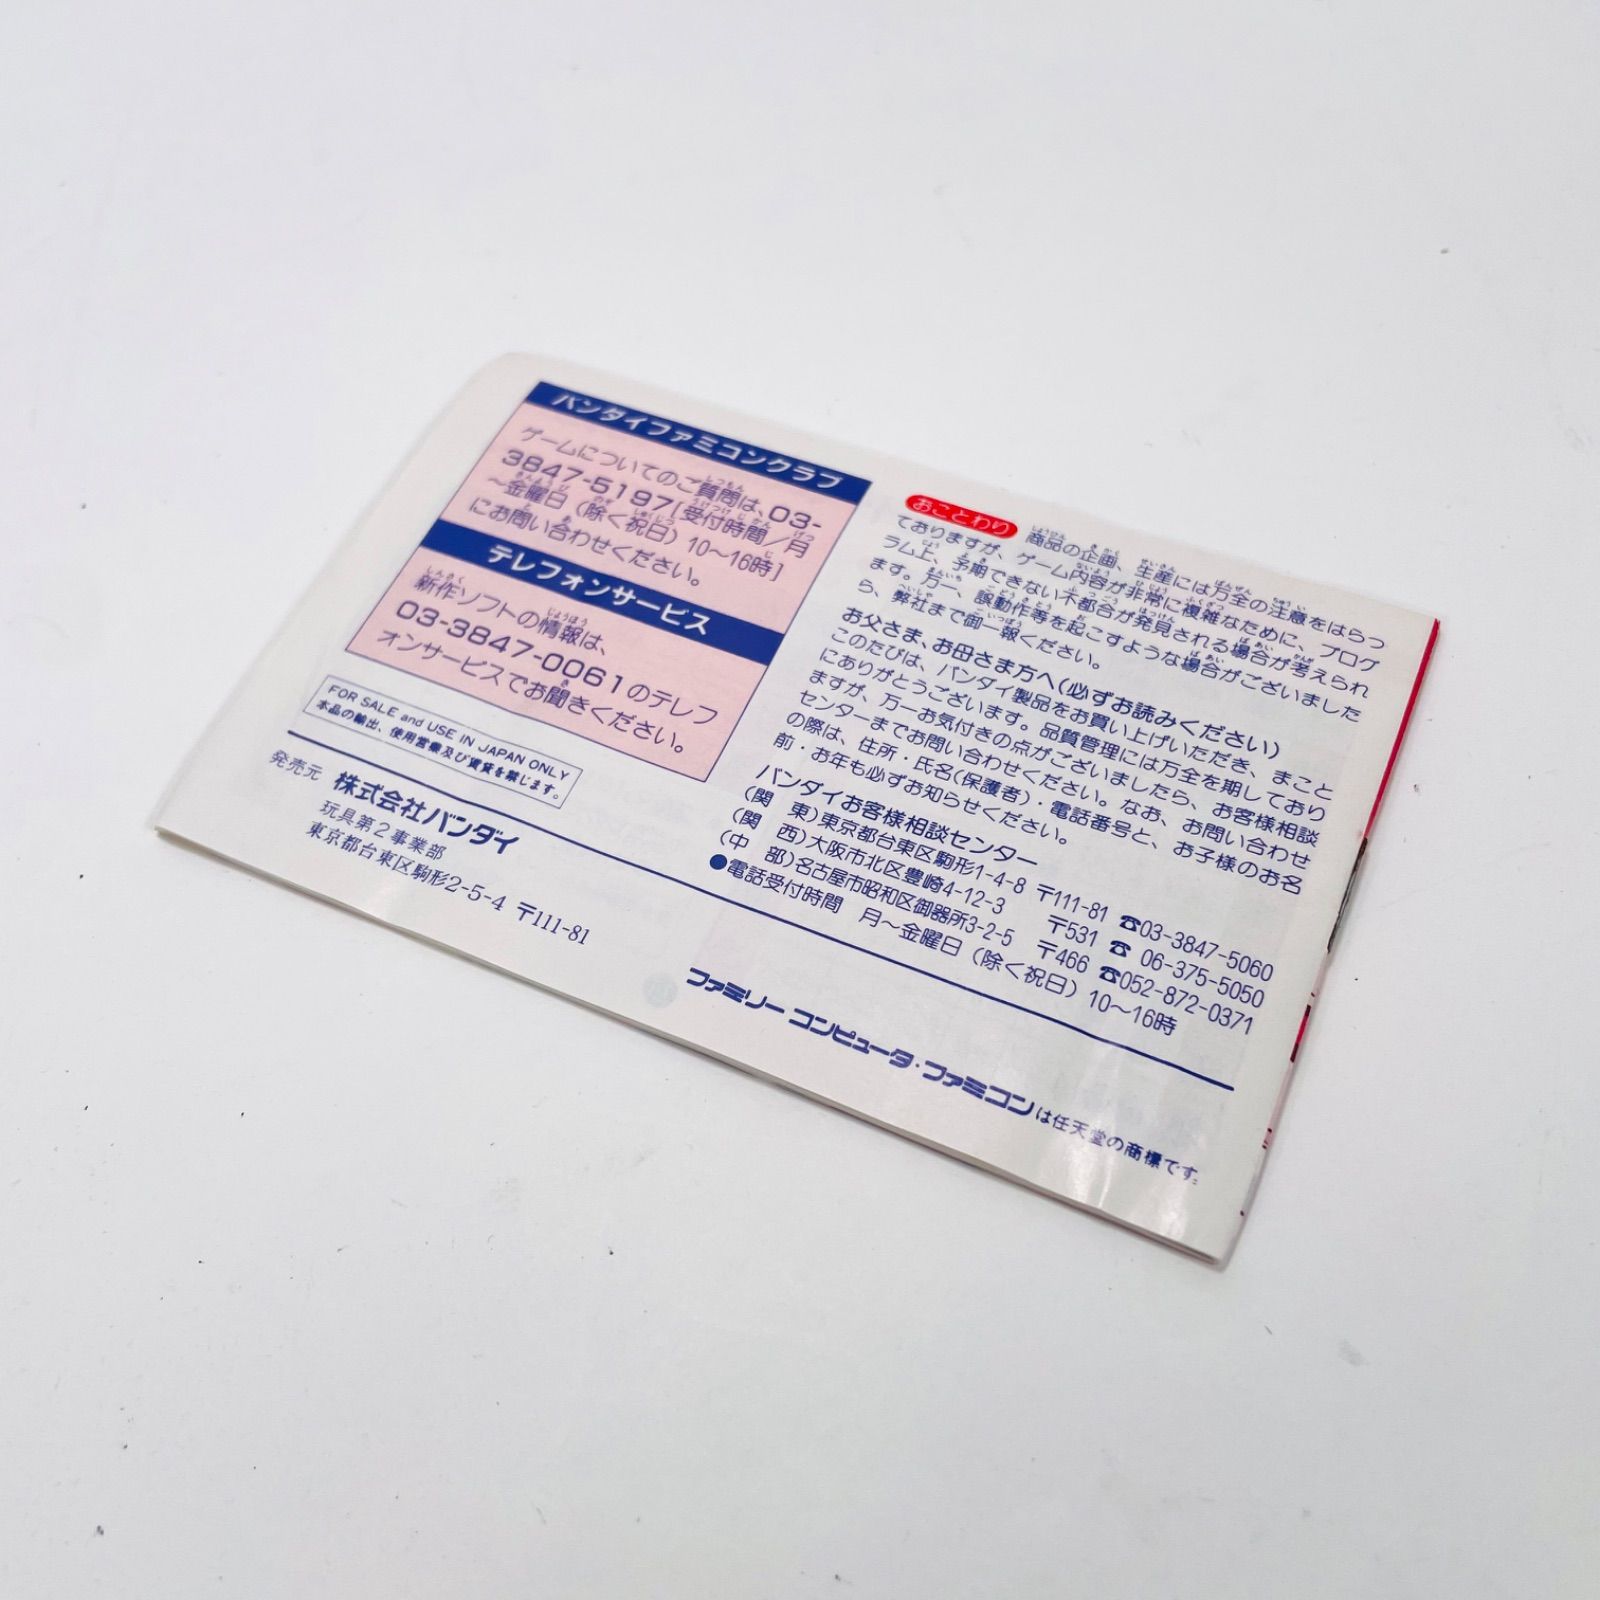 バンダイファミコンクラブ
ゲームについてのご質問は、03-
3847-5197[受付時間／月
～金曜日（除く祝日）10～16時]
にお問い合わせください。
テレフォンサービス
新作ソフトの情報は、
03-3847-0061のテレフ
ォンサービスでお聞きください。
FOR SALE and USE IN JAPAN ONLY
本品の輸出、使用営業及び賃貸を禁じます。
おことわり 商品の企画、生産には万全の注意をはらっ
ておりますが、ゲーム内容が非常に複雑なために、プログ
ラム上、予期できない不都合が発見される場合が考えられ
ます。万一、誤動作等を起こすような場合がございました
ら、弊社まで御一報ください。
お父さま、お母さま方へ(必ずお読みください)
このたびは、バンダイ製品をお買い上げいただき、まこと
にありがとうございます。品質管理には万全を期しており
ますが、万一お気付きの点がございましたら、お客様相談
センターまでお問い合わせください。なお、お問い合わせ
の際は、住所・氏名(保護者)・電話番号と、お子様のお名
前・お年も必ずお知らせください。
バンダイお客様相談センター
(関　東)東京都台東区駒形1-4-8 〒111-81 ☎03-3847-5060
(関　西)大阪市北区豊崎4-12-3 〒531 ☎ 06-375-5050
(中　部)名古屋市昭和区御器所3-2-5 〒466 ☎052-872-0371
●電話受付時間　月～金曜日（除く祝日）10～16時
発売元 株式会社バンダイ
玩具第2事業部
東京都台東区駒形2-5-4 〒111-81
ファミリーコンピュータ・ファミコンは任天堂の商標です。